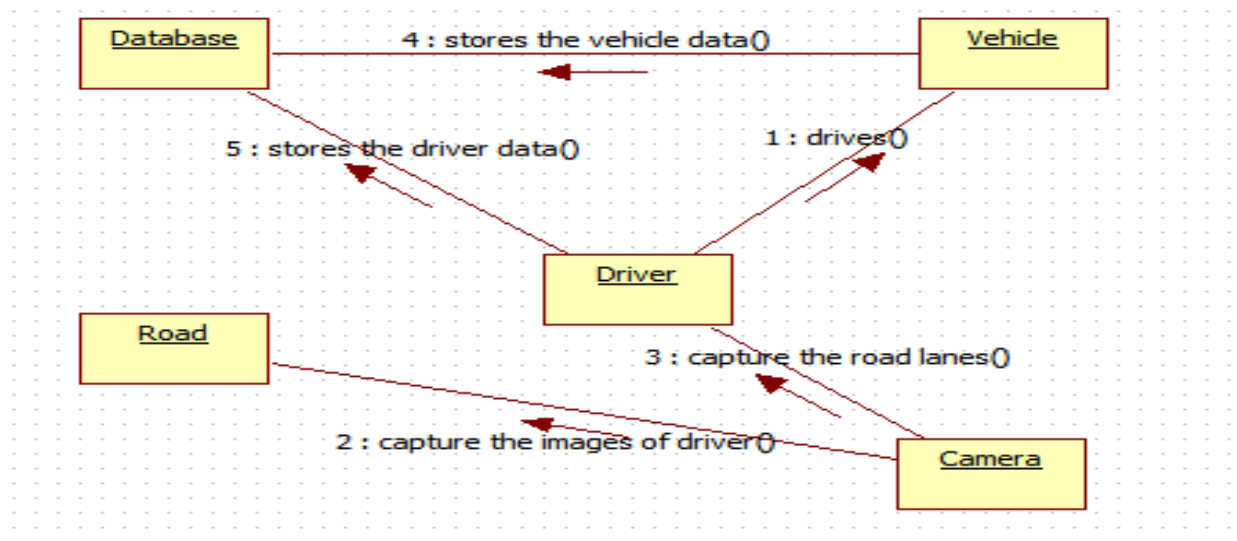 Database
4 : stores the vehicle data()
Vehicle
1 : drives()
5 : stores the driver data()
Driver
Road
3 : capture the road lanes()
2 : capture the images of driver()
Camera